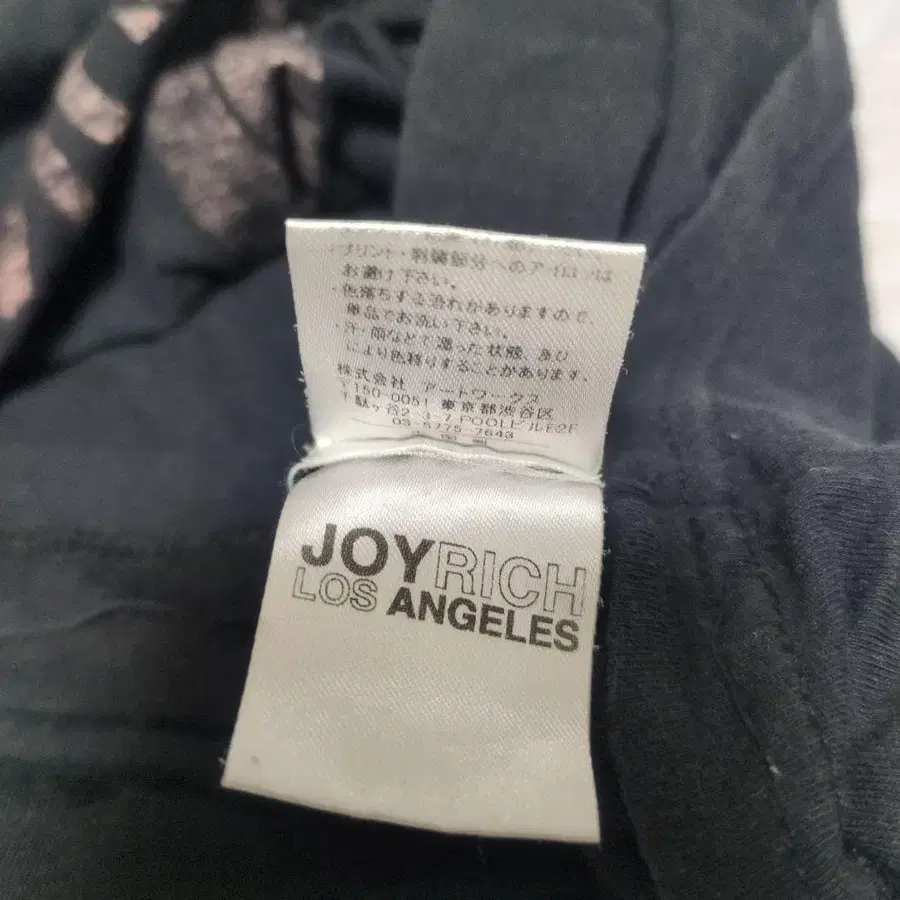 ・プリント・刺繍部分へのアイロンは
お避け下さい。
・色落ちする恐れがありますので、
単品でお洗い下さい。
・汗・雨などで湿った状態、及び
により色移りすることがあります。
株式会社 アートワークス
〒150-0051 東京都渋谷区
千駄ヶ谷2-3-7 POOLビルB2F
03-5775-7643
JOYRICH
LOS ANGELES